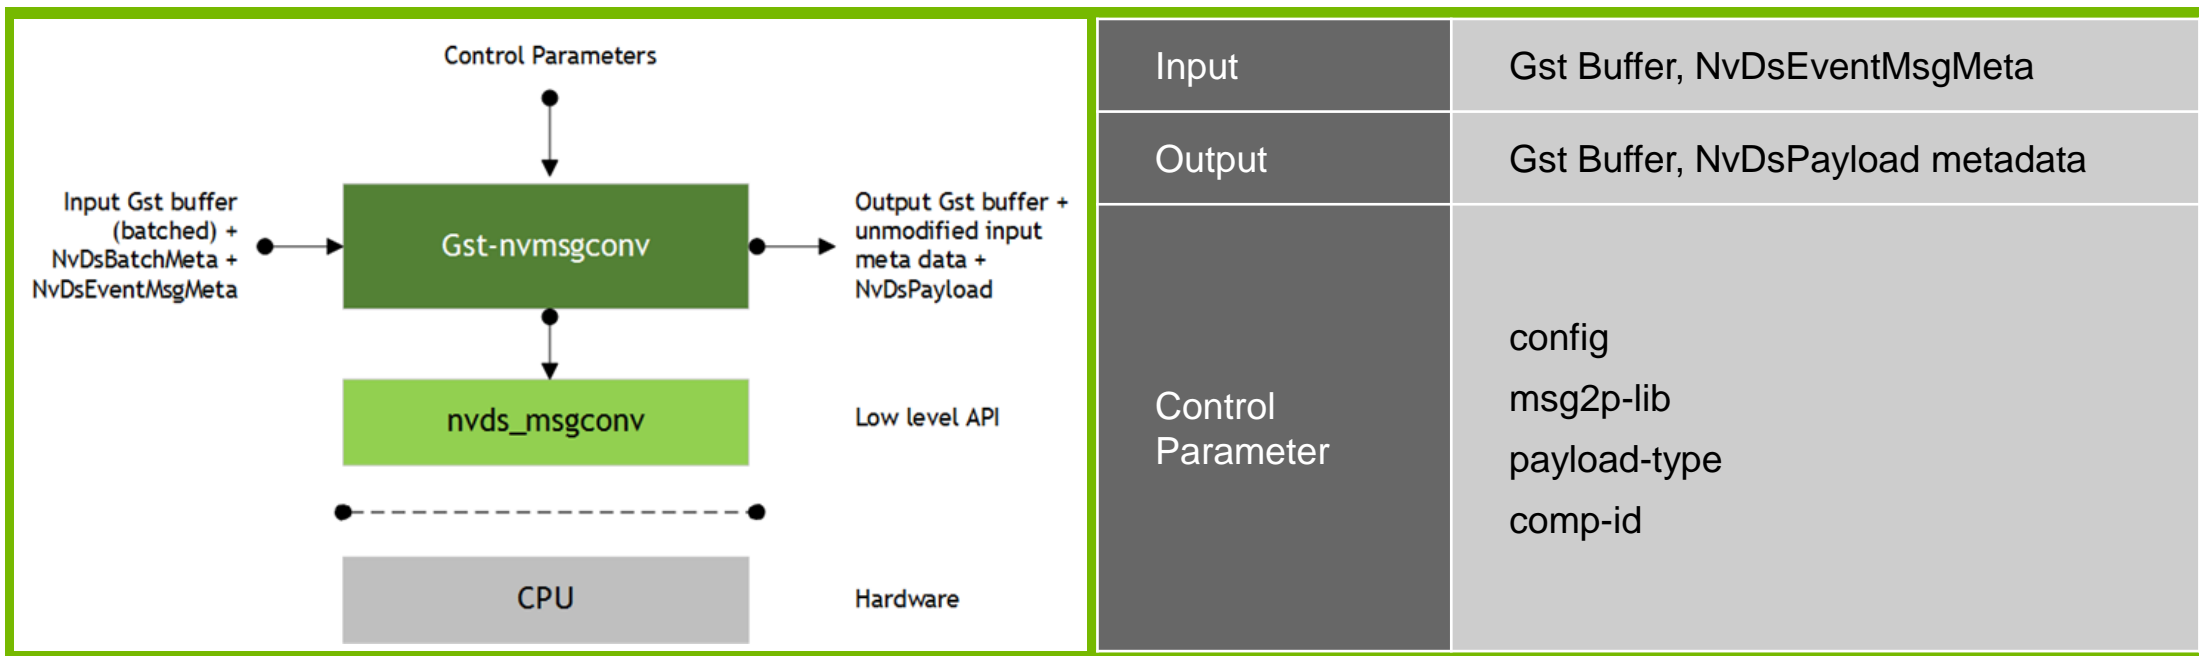 Control Parameters
Input Gst buffer
(batched) +
NvDsBatchMeta +
NvDsEventMsgMeta
Gst-nvmsgconv
Output Gst buffer +
unmodified input
meta data +
NvDsPayload
nvds_msgconv
Low level API
CPU
Hardware
Input
Gst Buffer, NvDsEventMsgMeta
Output
Gst Buffer, NvDsPayload metadata
Control
Parameter
config
msg2p-lib
payload-type
comp-id